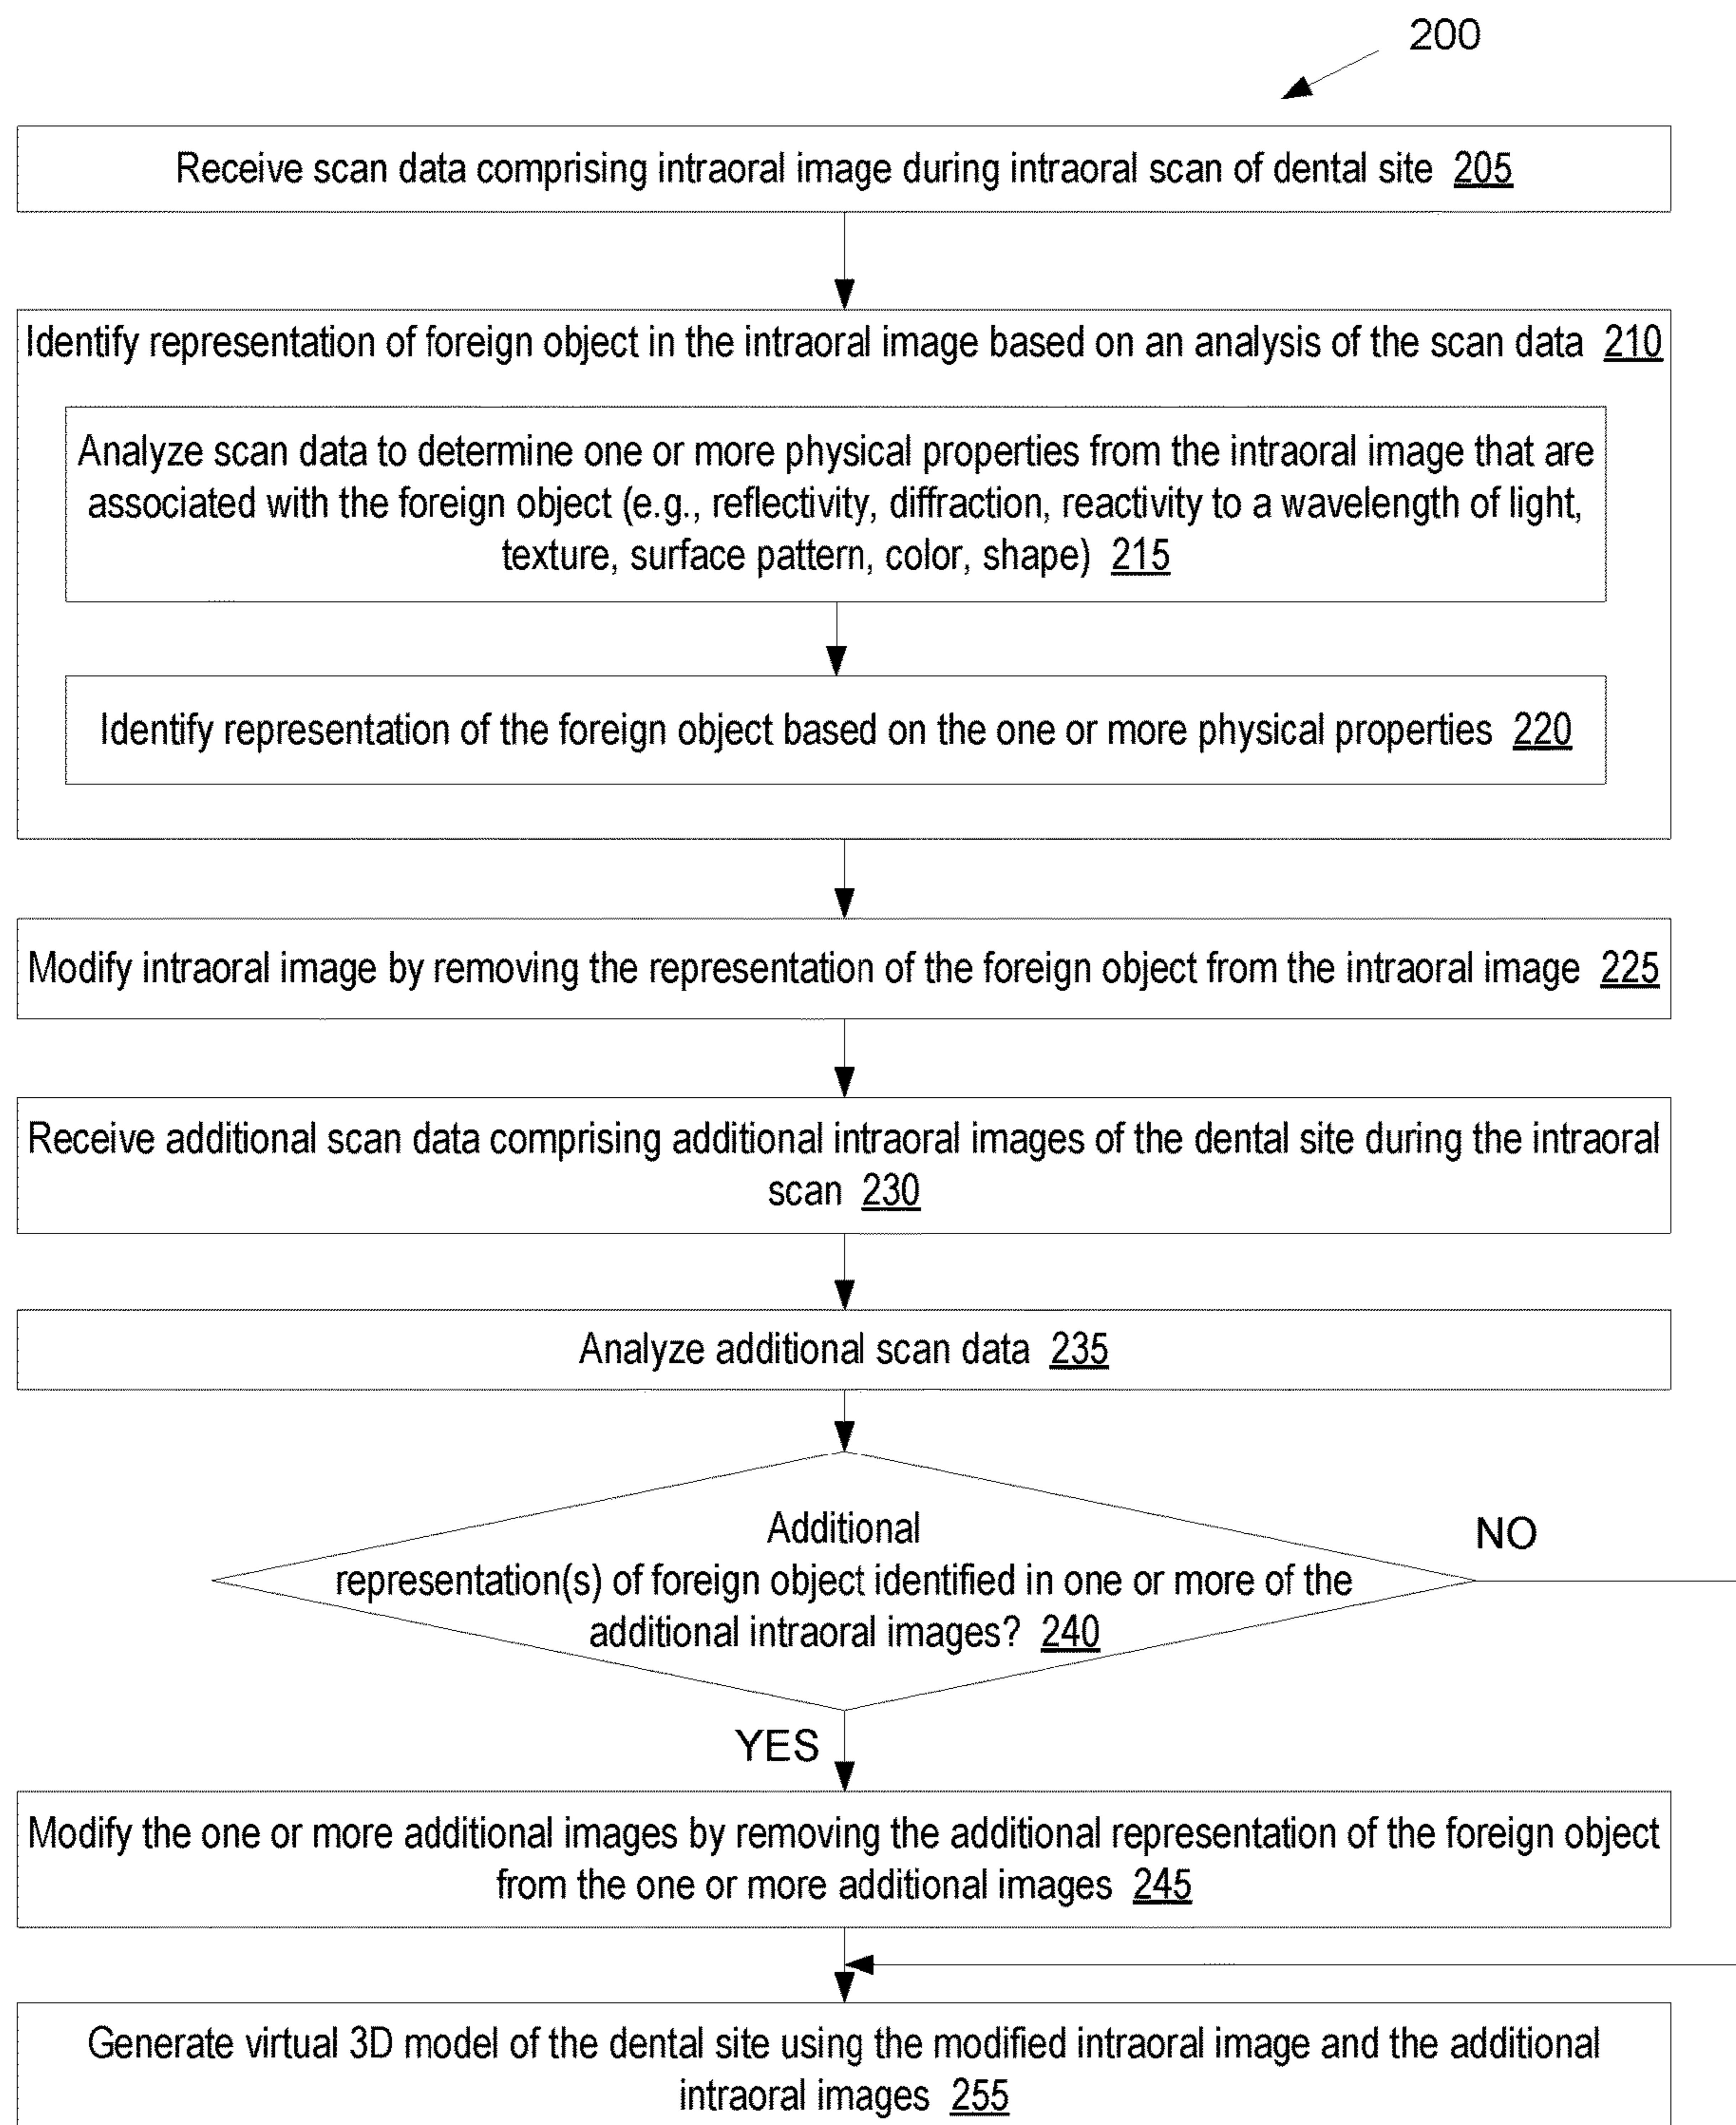 200
Receive scan data comprising intraoral image during intraoral scan of dental site 205
Identify representation of foreign object in the intraoral image based on an analysis of the scan data 210
Analyze scan data to determine one or more physical properties from the intraoral image that are
associated with the foreign object (e.g., reflectivity, diffraction, reactivity to a wavelength of light,
texture, surface pattern, color, shape) 215
Identify representation of the foreign object based on the one or more physical properties 220
Modify intraoral image by removing the representation of the foreign object from the intraoral image 225
Receive additional scan data comprising additional intraoral images of the dental site during the intraoral
scan 230
Analyze additional scan data 235
Additional
representation(s) of foreign object identified in one or more of the
additional intraoral images? 240
NO
YES
Modify the one or more additional images by removing the additional representation of the foreign object
from the one or more additional images 245
Generate virtual 3D model of the dental site using the modified intraoral image and the additional
intraoral images 255